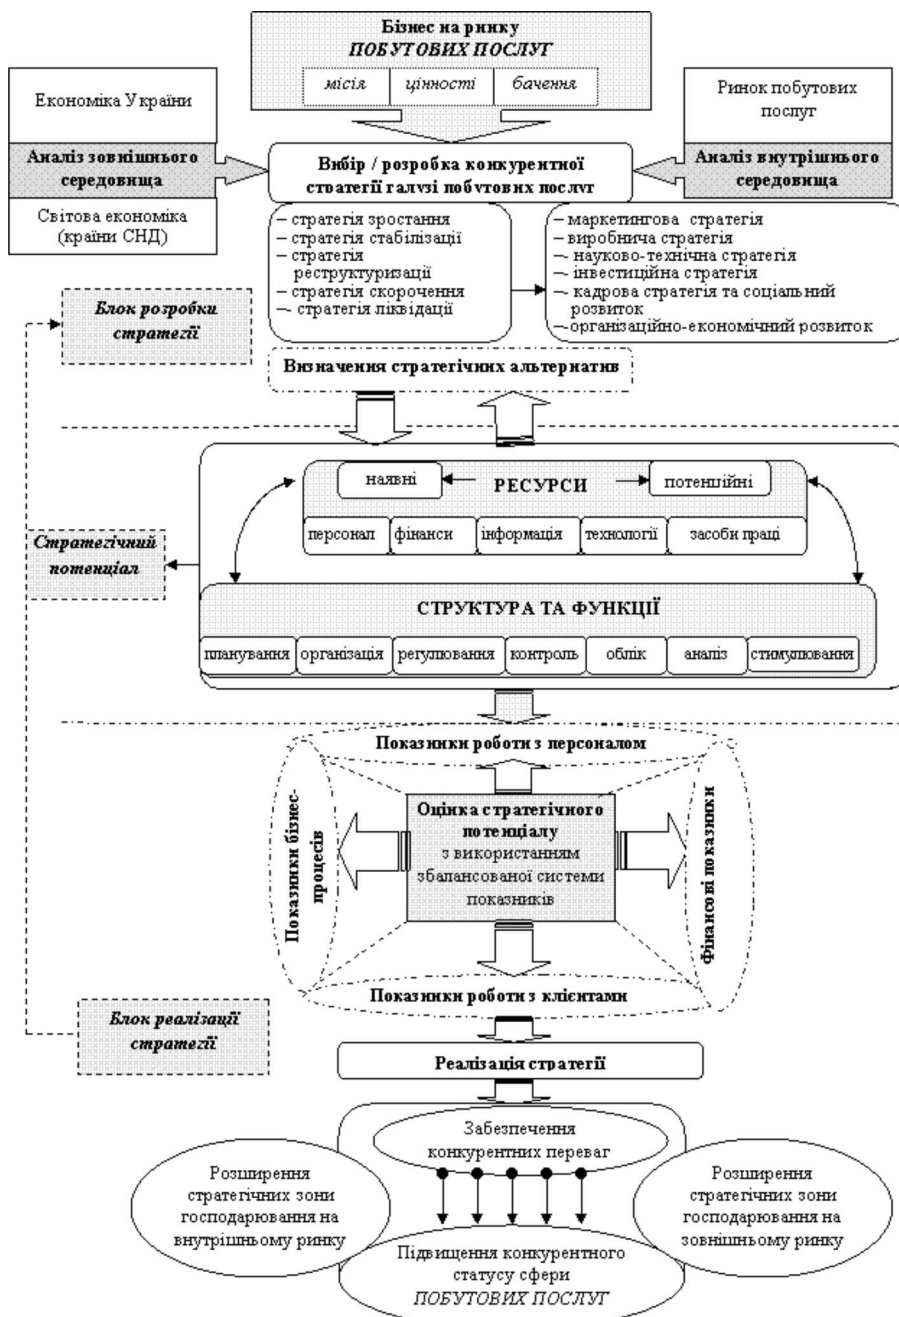 Бізнес на ринку
ПОБУТОВИХ ПОСЛУГ
місія
цінності
бачення
Економіка України
Аналіз зовнішнього
середовища
Світова економіка
(країни СНД)
Ринок побутових
послуг
Аналіз внутрішнього
середовища
Вибір / розробка конкурентної
стратегії галузі побутових послуг
– стратегія зростання
– стратегія стабілізації
– стратегія
реструктуризації
– стратегія скорочення
– стратегія ліквідації
– маркетингова стратегія
– виробнича стратегія
– науково-технічна стратегія
– інвестиційна стратегія
– кадрова стратегія та соціальний
розвиток
– організаційно-економічний розвиток
Блок розробки
стратегії
Визначення стратегічних альтернатив
наявні
РЕСУРСИ
потенційні
персонал
фінанси
інформація
технології
засоби праці
Стратегічний
потенціал
СТРУКТУРА ТА ФУНКЦІЇ
планування
організація
регулювання
контроль
облік
аналіз
стимулювання
Показники роботи з персоналом
Показники бізнес-
процесів
Оцінка стратегічного
потенціалу
з використанням
збалансованої системи
показників
Фінансові показники
Показники роботи з клієнтами
Блок реалізації
стратегії
Реалізація стратегії
Забезпечення
конкурентних переваг
Розширення
стратегічних зони
господарювання на
внутрішньому ринку
Розширення
стратегічних зони
господарювання на
зовнішньому ринку
Підвищення конкурентного
статусу сфери
ПОБУТОВИХ ПОСЛУГ